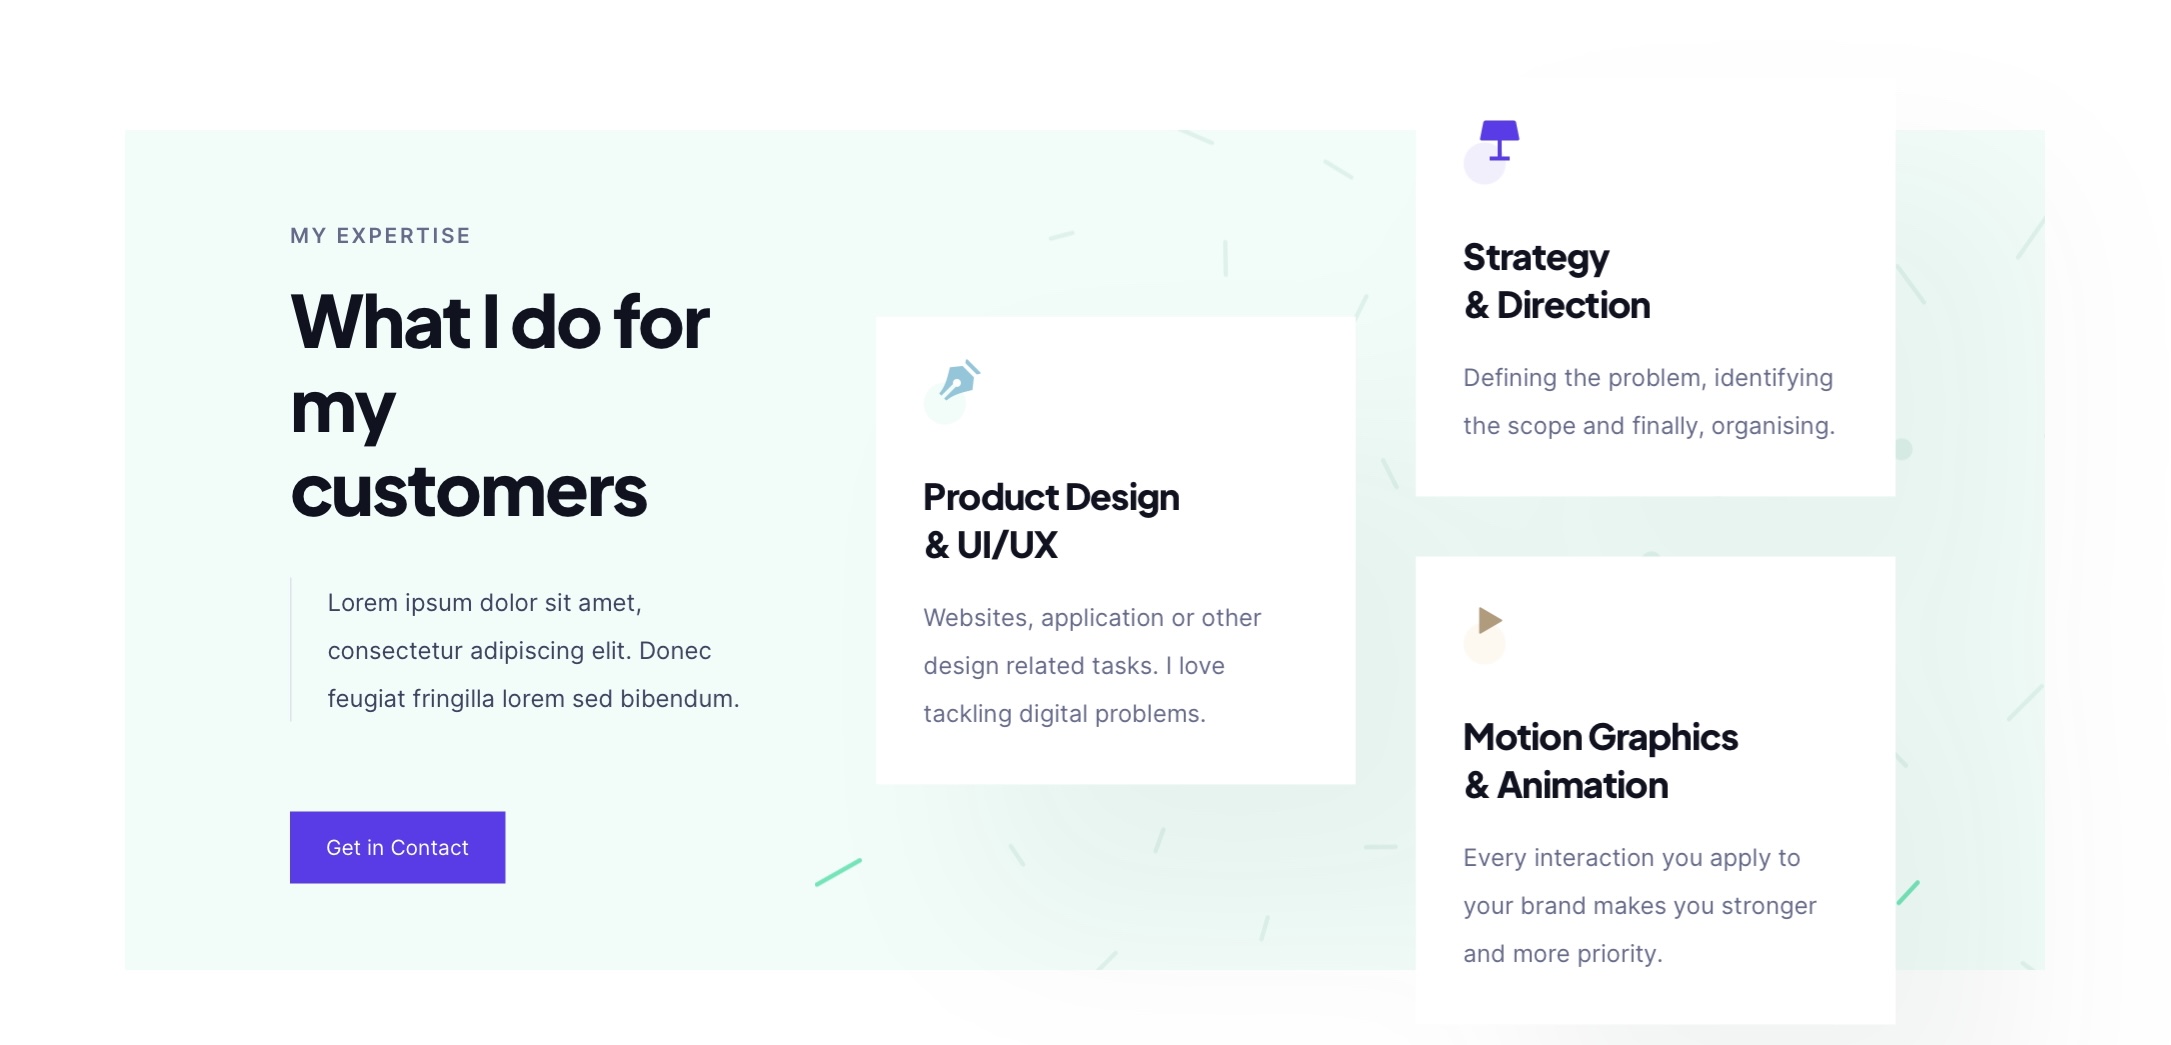 MY EXPERTISE
What I do for
my
customers
Lorem ipsum dolor sit amet,
consectetur adipiscing elit. Donec
feugiat fringilla lorem sed bibendum.
Get in Contact
Product Design
& UI/UX
Websites, application or other
design related tasks. I love
tackling digital problems.
Strategy
& Direction
Defining the problem, identifying
the scope and finally, organising.
Motion Graphics
& Animation
Every interaction you apply to
your brand makes you stronger
and more priority.